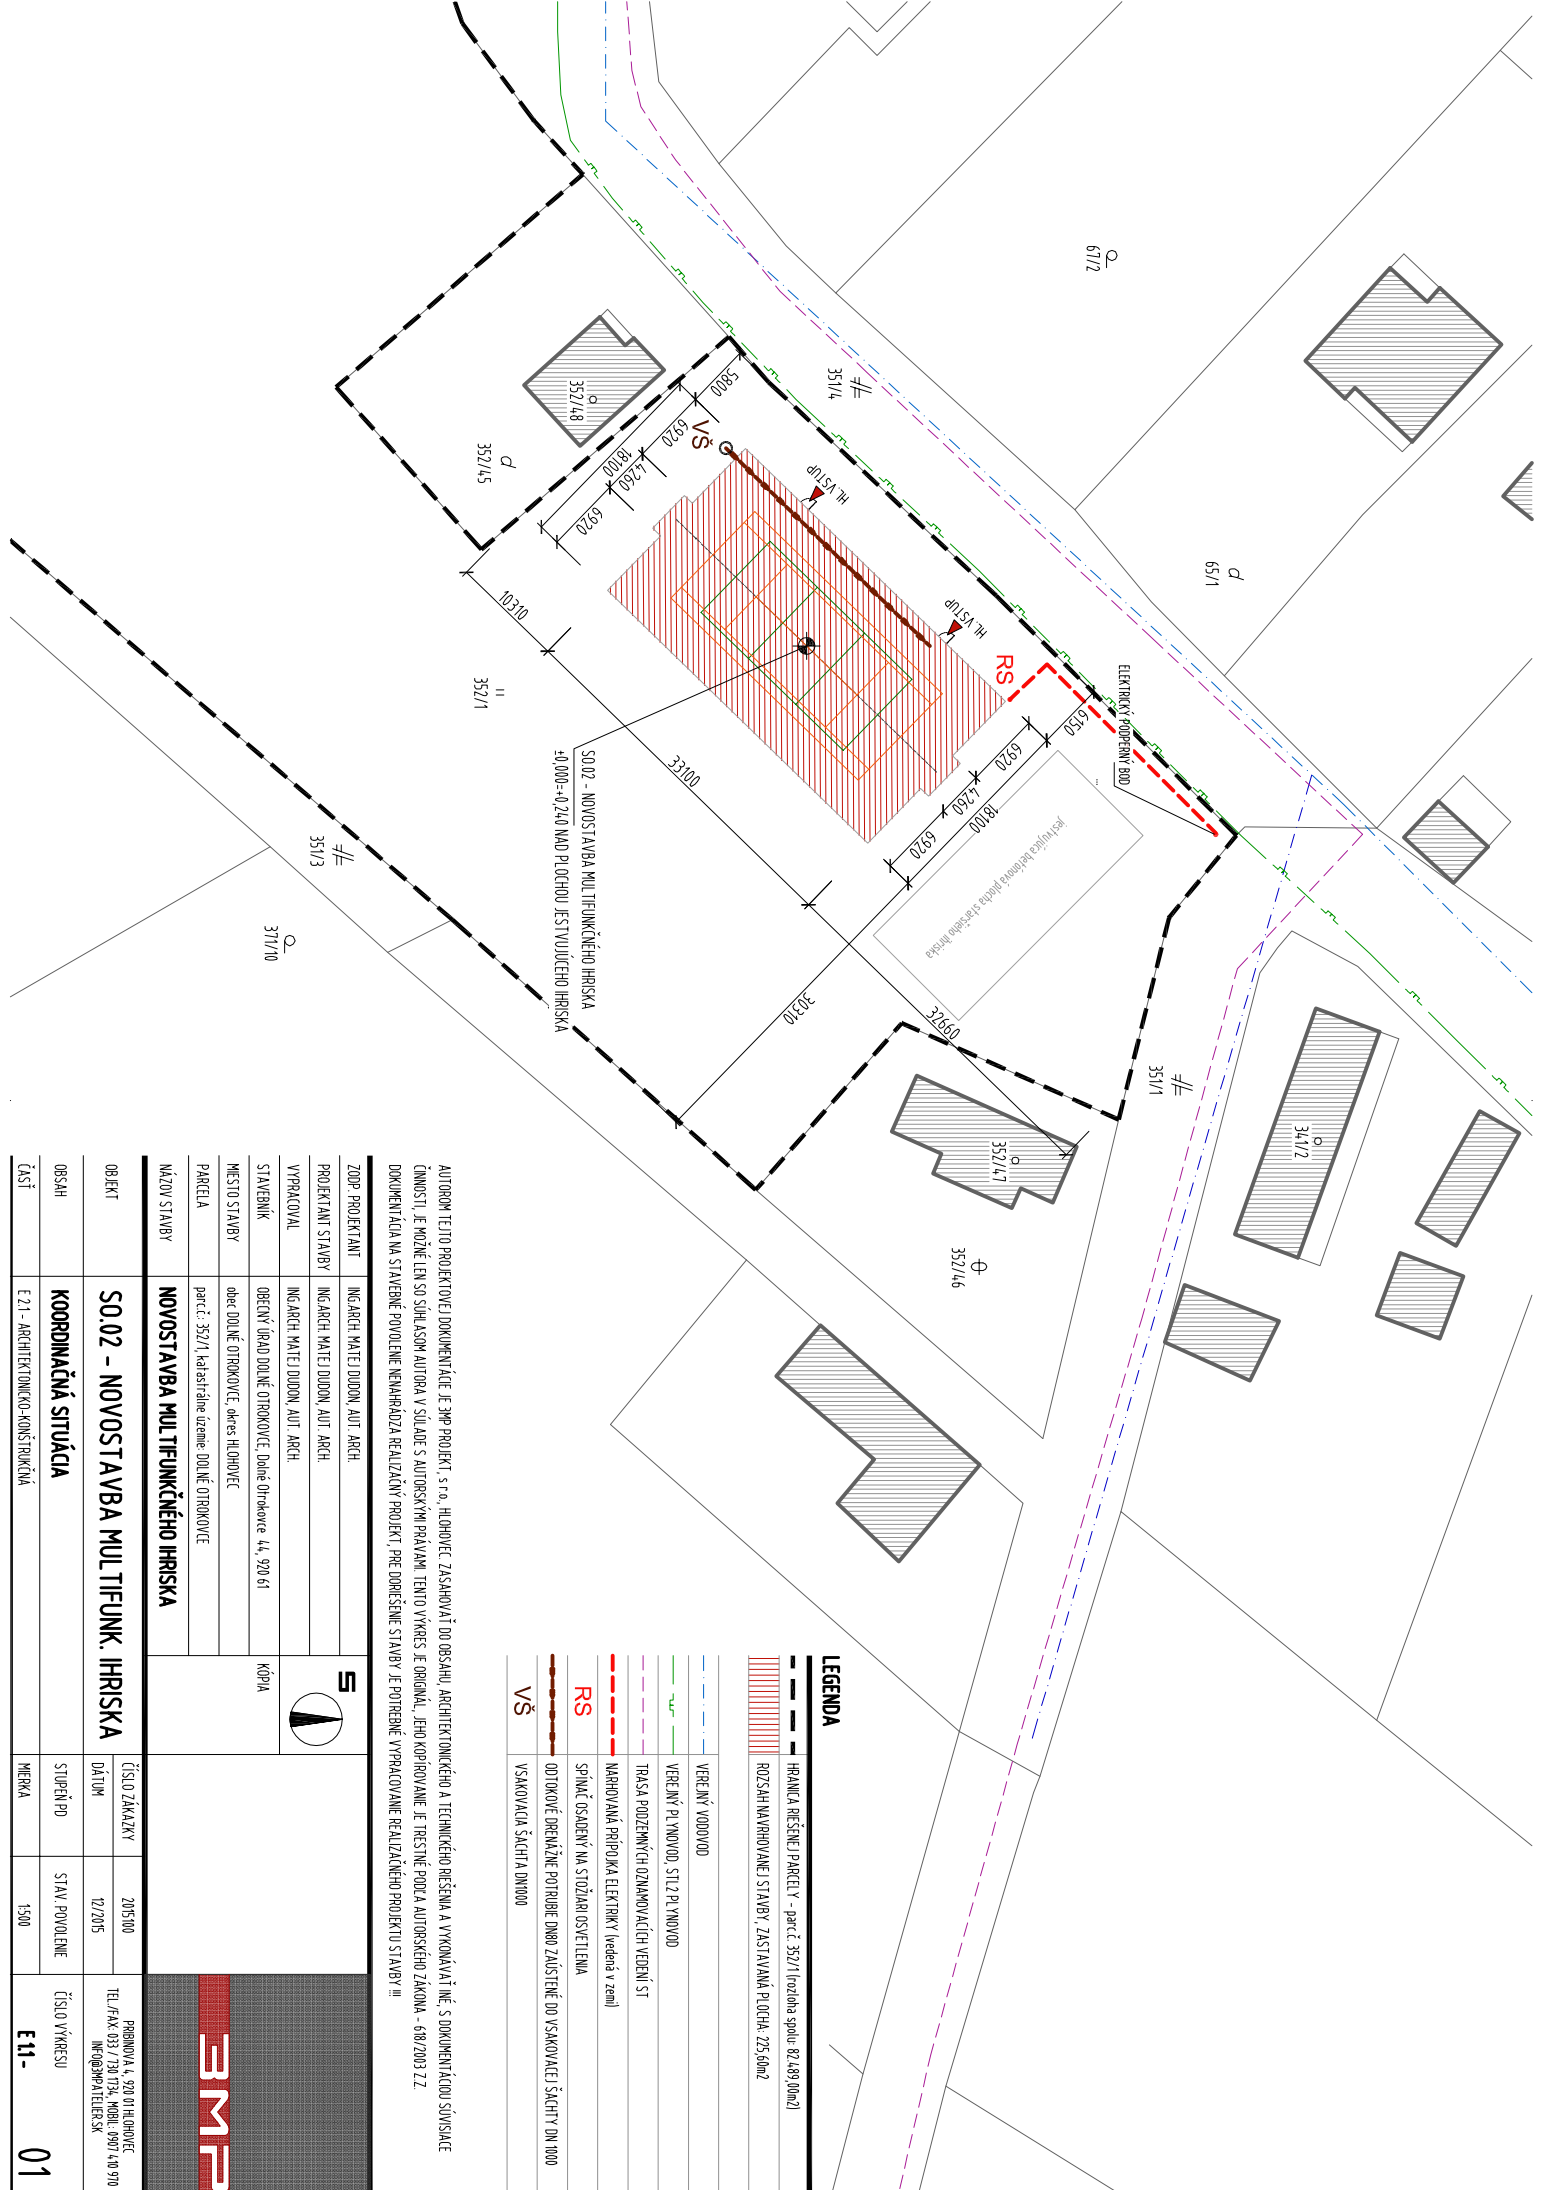 67/2
351/4
65/1
352/48
352/45
5800
6920
18100
4260
6920
VŠ
HL.VSTUP
HL.VSTUP
RS
ELEKTRICKÝ PODPERNÝ BOD
6150
6920
4260
18100
6920
10310
33100
30310
32660
352/1
jestvujúca betónová plocha staršieho ihriska
SO.02 - NOVOSTAVBA MULTIFUNKČNÉHO IHRISKA
±0,000=+0,240 NAD PLOCHOU JESTVUJÚCEHO IHRISKA
351/3
371/10
351/1
341/2
352/47
352/46
LEGENDA
HRANICA RIEŠENEJ PARCELY - parc.č. 352/1 (rozloha spolu: 82.489,00m2)
ROZSAH NAVRHOVANEJ STAVBY, ZASTAVANÁ PLOCHA: 225,60m2
VEREJNÝ VODOVOD
VEREJNÝ PLYNOVOD, STL2 PLYNOVOD
TRASA PODZEMNÝCH OZNAMOVACÍCH VEDENÍ ST
NARHOVANÁ PRÍPOJKA ELEKTRIKY (vedená v zemi)
RS SPÍNAČ OSADENÝ NA STOŽIARI OSVETLENIA
ODTOKOVÉ DRENÁŽNE POTRUBIE DN80 ZAÚSTENÉ DO VSAKOVACEJ ŠACHTY DN 1000
VŠ VSAKOVACIA ŠACHTA DN1000
AUTOROM TEJTO PROJEKTOVEJ DOKUMENTÁCIE JE 3MP PROJEKT, s.r.o., HLOHOVEC. ZASAHOVAŤ DO OBSAHU, ARCHITEKTONICKÉHO A TECHNICKÉHO RIEŠENIA A VYKONÁVAŤ INÉ, S DOKUMENTÁCIOU SÚVISIACE
ČINNOSTI, JE MOŽNÉ LEN SO SÚHLASOM AUTORA V SÚLADE S AUTORSKÝMI PRÁVAMI. TENTO VÝKRES JE ORIGINÁL, JEHO KOPÍROVANIE JE TRESTNÉ PODĽA AUTORSKÉHO ZÁKONA - 618/2003 Z.Z.
DOKUMENTÁCIA NA STAVEBNÉ POVOLENIE NENAHRÁDZA REALIZAČNÝ PROJEKT, PRE DORIEŠENIE STAVBY JE POTREBNÉ VYPRACOVANIE REALIZAČNÉHO PROJEKTU STAVBY !!!
ZODP. PROJEKTANT ING.ARCH. MATEJ DUDON, AUT. ARCH.
PROJEKTANT STAVBY ING.ARCH. MATEJ DUDON, AUT. ARCH.
VYPRACOVAL ING.ARCH. MATEJ DUDON, AUT. ARCH.
STAVEBNÍK OBECNÝ ÚRAD DOLNÉ OTROKOVCE, Dolné Otrokovce 44, 920 61
MIESTO STAVBY obec DOLNÉ OTROKOVCE, okres HLOHOVEC
PARCELA parc.č.: 352/1, katastrálne územie: DOLNÉ OTROKOVCE
S
KÓPIA
NÁZOV STAVBY NOVOSTAVBA MULTIFUNKČNÉHO IHRISKA
OBJEKT SO.02 - NOVOSTAVBA MULTIFUNK. IHRISKA
OBSAH KOORDINAČNÁ SITUÁCIA
ČASŤ E 2.1 - ARCHITEKTONICKO-KONŠTRUKČNÁ
ČÍSLO ZÁKAZKY 2015100
DÁTUM 12/2015
STUPEŇ PD STAV. POVOLENIE
MIERKA 1:500
3MP
PRIBINOVA 4, 920 01 HLOHOVEC
TEL./FAX: 033 / 730 1734, MOBIL: 0907 410 970
INFO@3MPATELIER.SK
ČÍSLO VÝKRESU
E 1.1 - 01